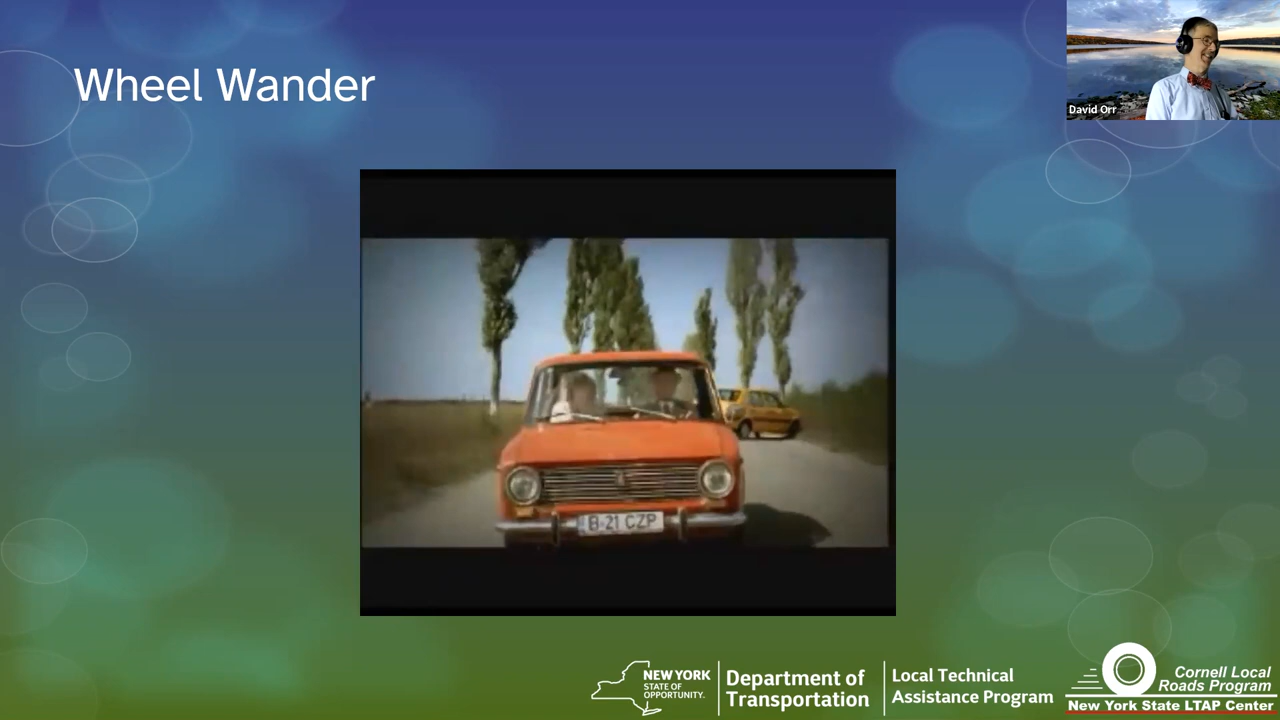 Wheel Wander
David Orr
B-21 CZP
NEW YORK
STATE OF
OPPORTUNITY.
Department of
Transportation
Local Technical
Assistance Program
Cornell Local
Roads Program
New York State LTAP Center